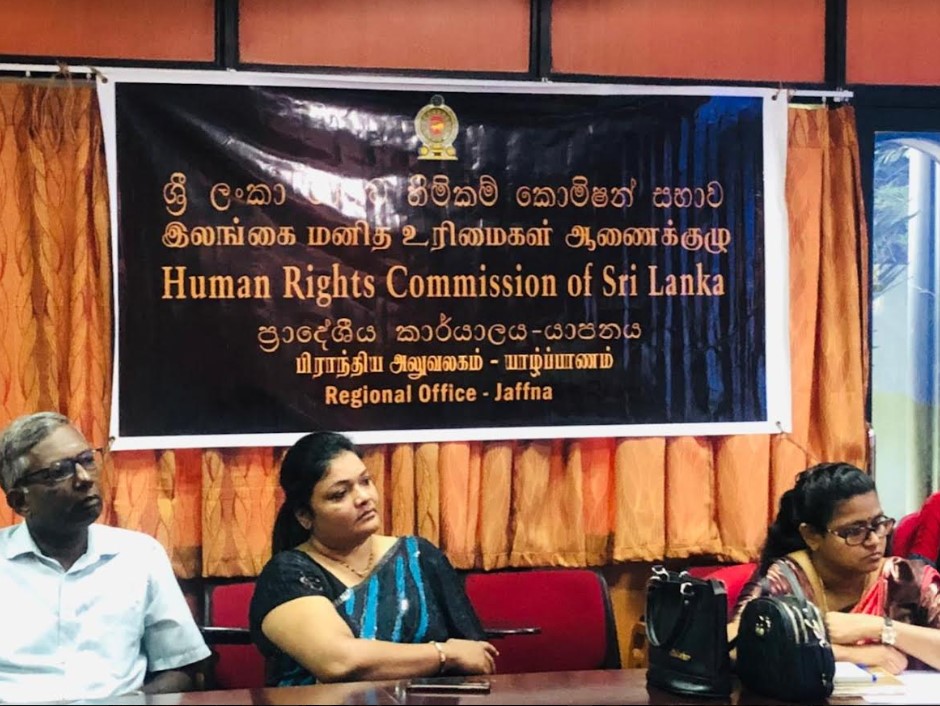 ශ්‍රී ලංකා හිමිකම් කොමිෂන් සභාව
இலங்கை மனித உரிமைகள் ஆணைக்குழு
Human Rights Commission of Sri Lanka
ප්‍රාදේශීය කාර්යාලය-යාපනය
பிராந்திய அலுவலகம் - யாழ்ப்பாணம்
Regional Office - Jaffna